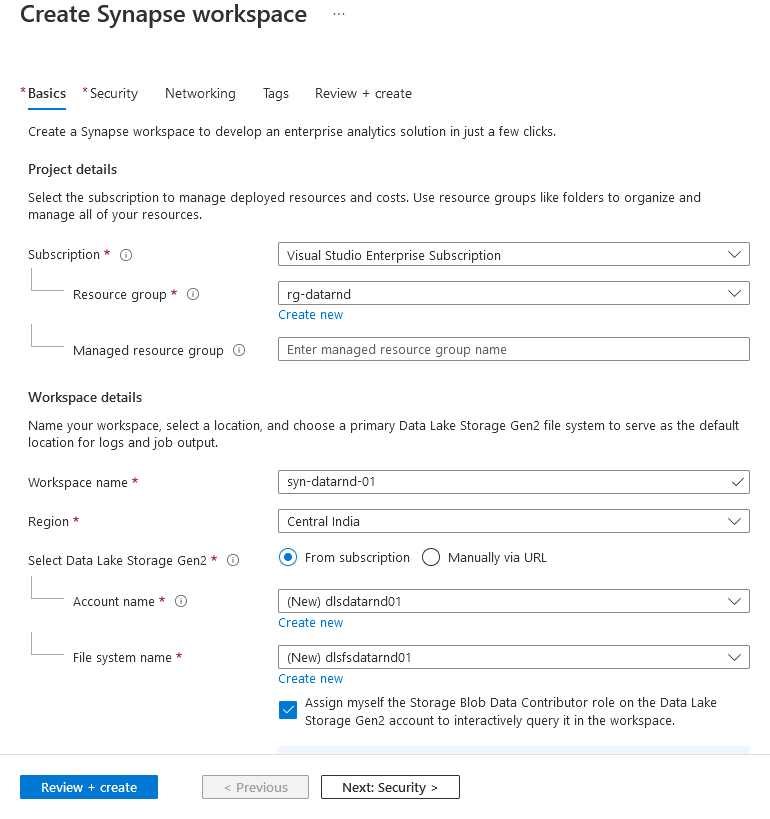 Create Synapse workspace ...
* Basics * Security Networking Tags Review + create
Create a Synapse workspace to develop an enterprise analytics solution in just a few clicks.
Project details
Select the subscription to manage deployed resources and costs. Use resource groups like folders to organize and
manage all of your resources.
Subscription * Visual Studio Enterprise Subscription
Resource group * rg-datarnd
Create new
Managed resource group Enter managed resource group name
Workspace details
Name your workspace, select a location, and choose a primary Data Lake Storage Gen2 file system to serve as the default
location for logs and job output.
Workspace name * syn-datarnd-01
Region * Central India
Select Data Lake Storage Gen2 * From subscription Manually via URL
Account name * (New) dlsdatarnd01
Create new
File system name * (New) dlsfsdatarnd01
Create new
Assign myself the Storage Blob Data Contributor role on the Data Lake
Storage Gen2 account to interactively query it in the workspace.
Review + create < Previous Next: Security >